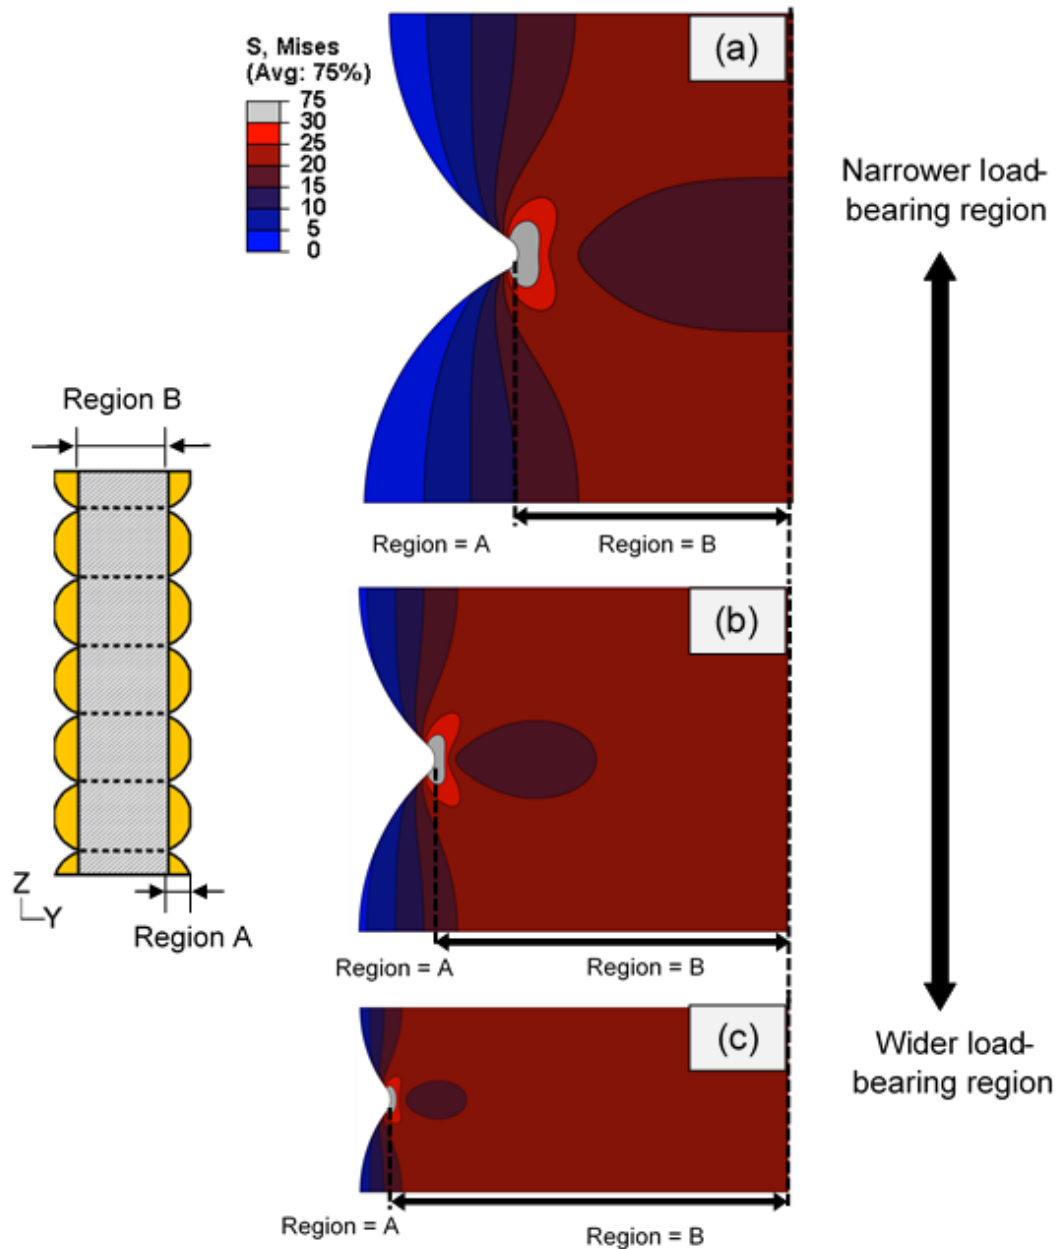 S, Mises
(Avg: 75%)
75
30
25
20
15
10
5
0
(a)
Narrower load-
bearing region
Region = A
Region = B
Region B
Z
Y
Region A
(b)
Region = A
Region = B
(c)
Wider load-
bearing region
Region = A
Region = B